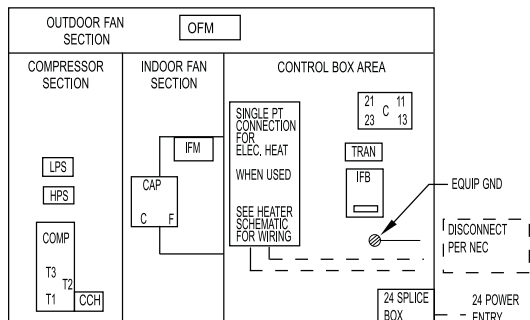 OUTDOOR FAN
SECTION
OFM
COMPRESSOR
SECTION
INDOOR FAN
SECTION
CONTROL BOX AREA
LPS
HPS
COMP
T3
T2
T1
CCH
IFM
CAP
C F
SINGLE PT
CONNECTION
FOR
ELEC. HEAT
WHEN USED
SEE HEATER
SCHEMATIC
FOR WIRING
21 11
C
23 13
TRAN
IFB
EQUIP GND
DISCONNECT
PER NEC
24 SPLICE
BOX
24 POWER
ENTRY